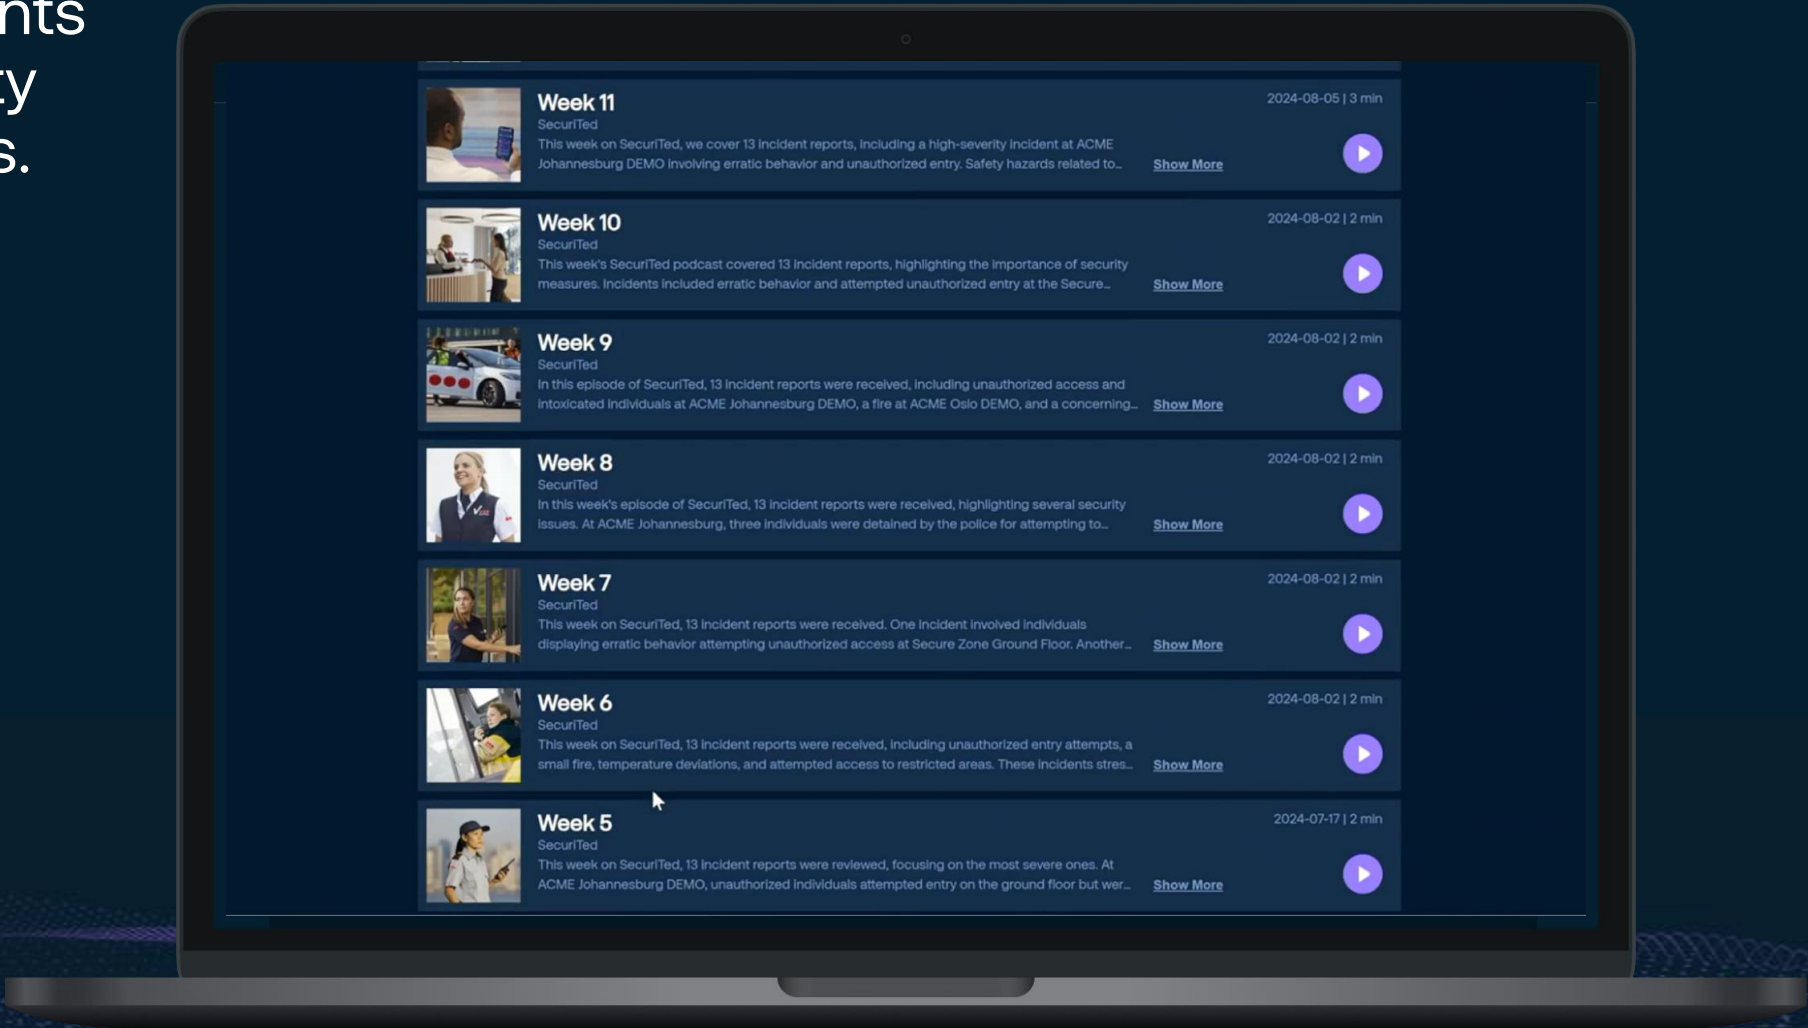 nts
ty
s.
Week 11
2024-08-05 | 3 min
SecuriTed
This week on SecuriTed, we cover 13 incident reports, including a high-severity incident at ACME
Johannesburg DEMO involving erratic behavior and unauthorized entry. Safety hazards related to...
Show More
Week 10
2024-08-02 | 2 min
SecuriTed
This week's SecuriTed podcast covered 13 incident reports, highlighting the importance of security
measures. Incidents included erratic behavior and attempted unauthorized entry at the Secure...
Show More
Week 9
2024-08-02 | 2 min
SecuriTed
In this episode of SecuriTed, 13 incident reports were received, including unauthorized access and
intoxicated individuals at ACME Johannesburg DEMO, a fire at ACME Oslo DEMO, and a concerning...
Show More
Week 8
2024-08-02 | 2 min
SecuriTed
In this week's episode of SecuriTed, 13 incident reports were received, highlighting several security
issues. At ACME Johannesburg, three individuals were detained by the police for attempting to...
Show More
Week 7
2024-08-02 | 2 min
SecuriTed
This week on SecuriTed, 13 incident reports were received. One incident involved individuals
displaying erratic behavior attempting unauthorized access at Secure Zone Ground Floor. Another...
Show More
Week 6
2024-08-02 | 2 min
SecuriTed
This week on SecuriTed, 13 incident reports were received, including unauthorized entry attempts, a
small fire, temperature deviations, and attempted access to restricted areas. These incidents stres...
Show More
Week 5
2024-07-17 | 2 min
SecuriTed
This week on SecuriTed, 13 incident reports were reviewed, focusing on the most severe ones. At
ACME Johannesburg DEMO, unauthorized individuals attempted entry on the ground floor but wer...
Show More